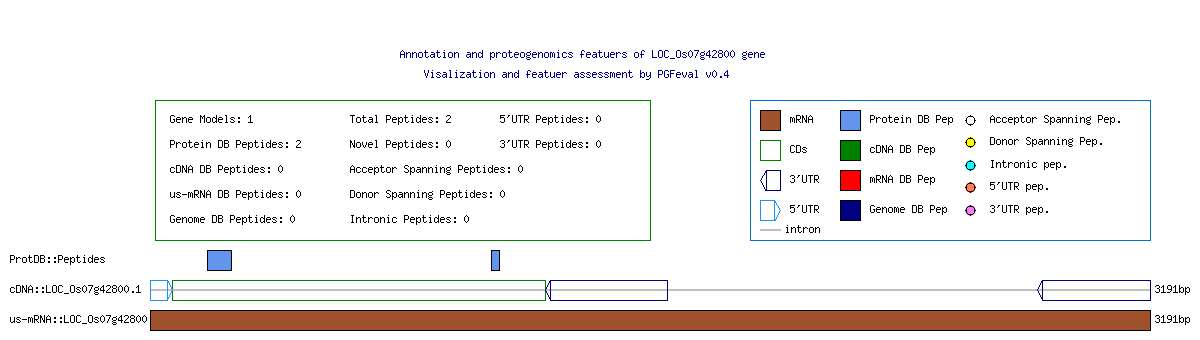 Annotation and proteogenomics featuers of LOC_Os07g42800 gene
Visalization and featuer assessment by PGFeval v0.4
Gene Models: 1
Total Peptides: 2
5'UTR Peptides: 0
Protein DB Peptides: 2
Novel Peptides: 0
3'UTR Peptides: 0
cDNA DB Peptides: 0
Acceptor Spanning Peptides: 0
us-mRNA DB Peptides: 0
Donor Spanning Peptides: 0
Genome DB Peptides: 0
Intronic Peptides: 0
mRNA
Protein DB Pep
Acceptor Spanning Pep.
CDs
cDNA DB Pep
Donor Spanning Pep.
3'UTR
mRNA DB Pep
Intronic pep.
5'UTR
Genome DB Pep
5'UTR pep.
intron
3'UTR pep.
ProtDB::Peptides
cDNA::LOC_Os07g42800.1
3191bp
us-mRNA::LOC_Os07g42800
3191bp